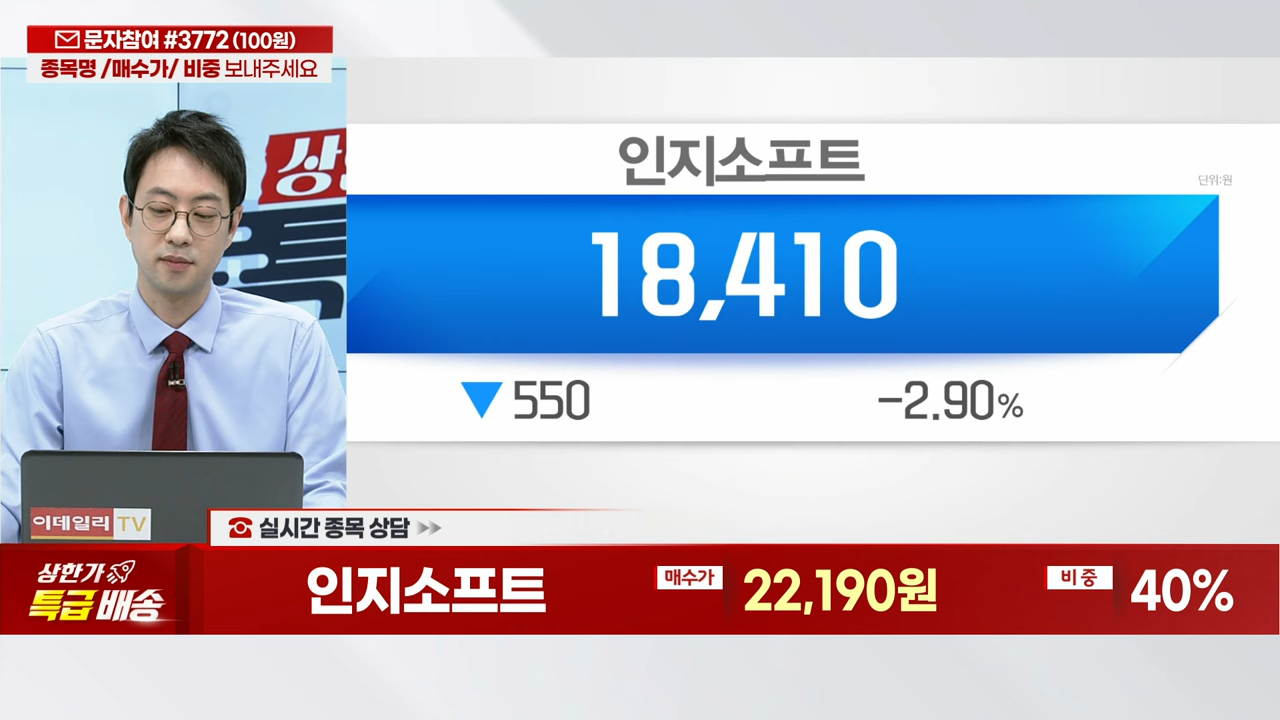 문자참여 #3772 (100원)
종목명 /매수가/ 비중 보내주세요
인지소프트
단위:원
18,410
▼ 550
-2.90%
이데일리 TV
실시간 종목 상담
상한가
특급 배송
인지소프트
매수가
22,190원
비중
40%